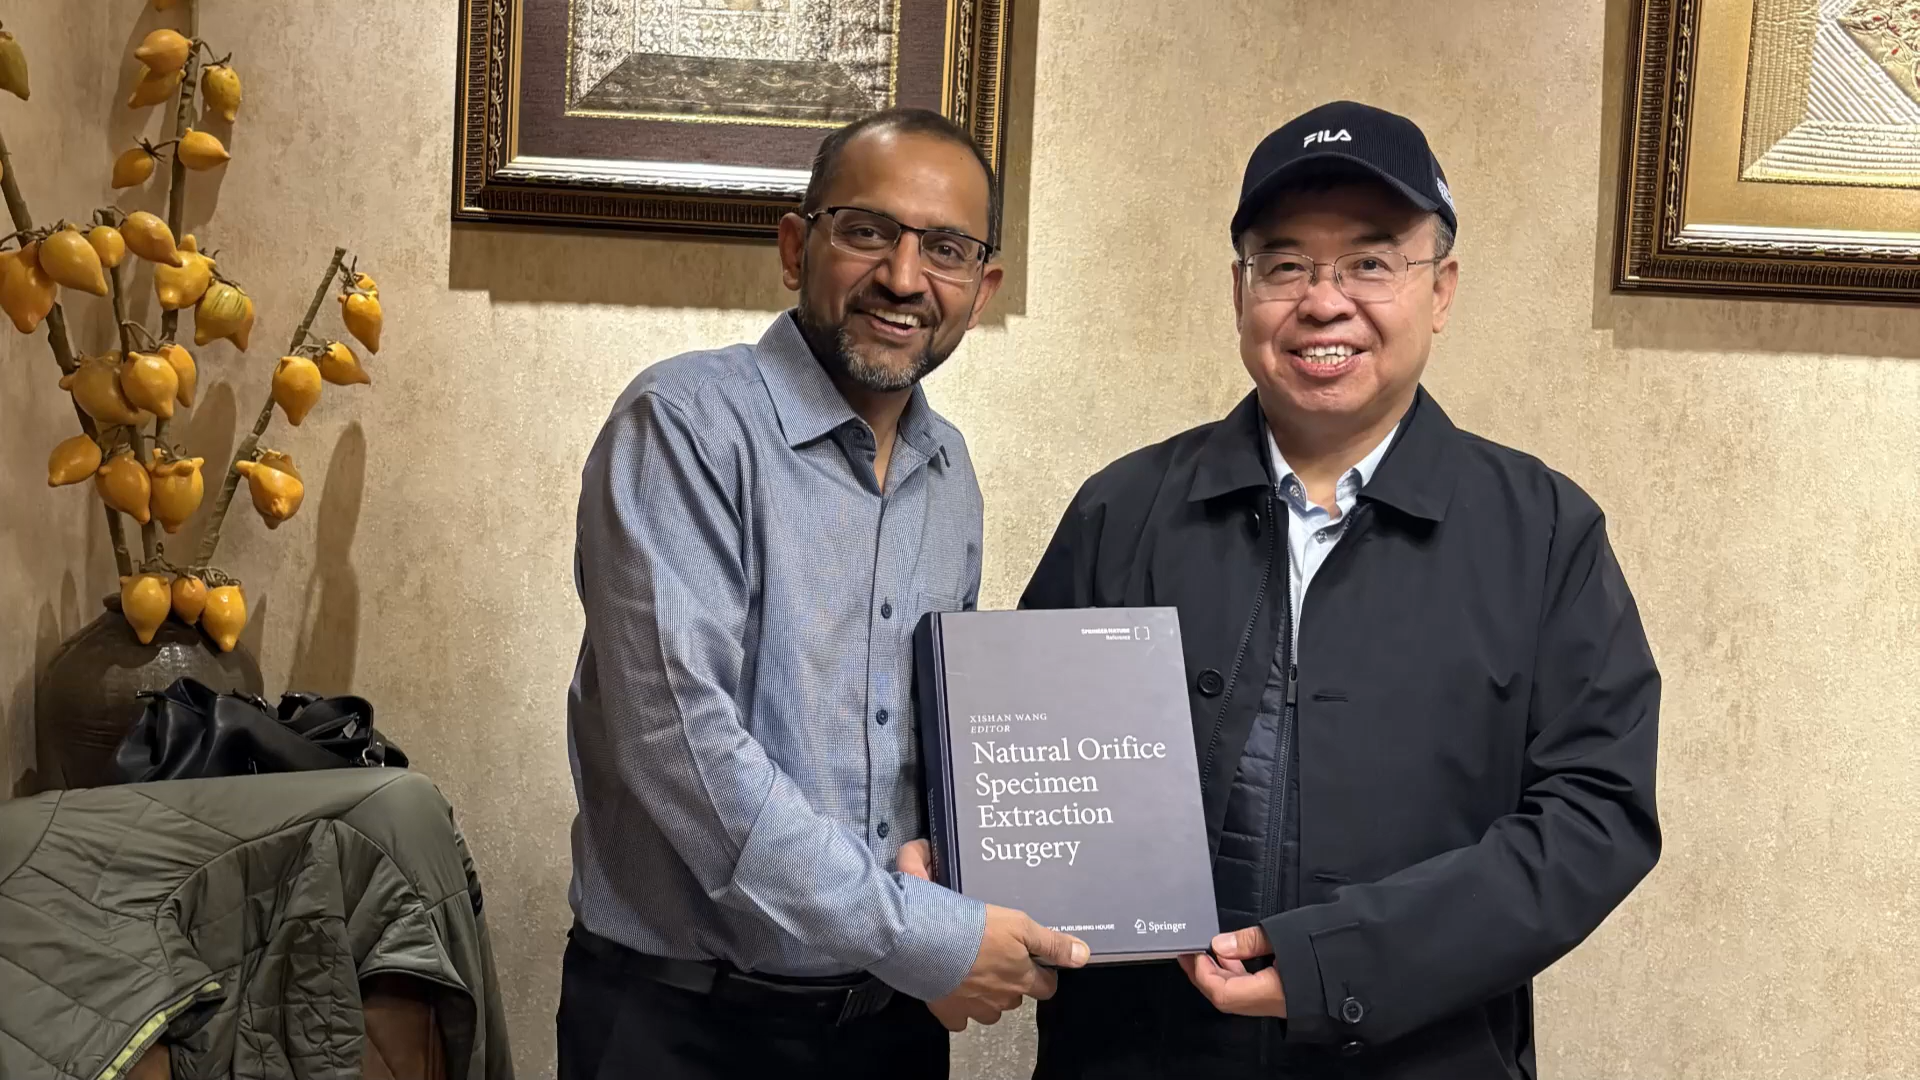 FILA
SPRINGER NATURE
Reference
XISHAN WANG
EDITOR
Natural Orifice
Specimen
Extraction
Surgery
PUBLISHING HOUSE
Springer